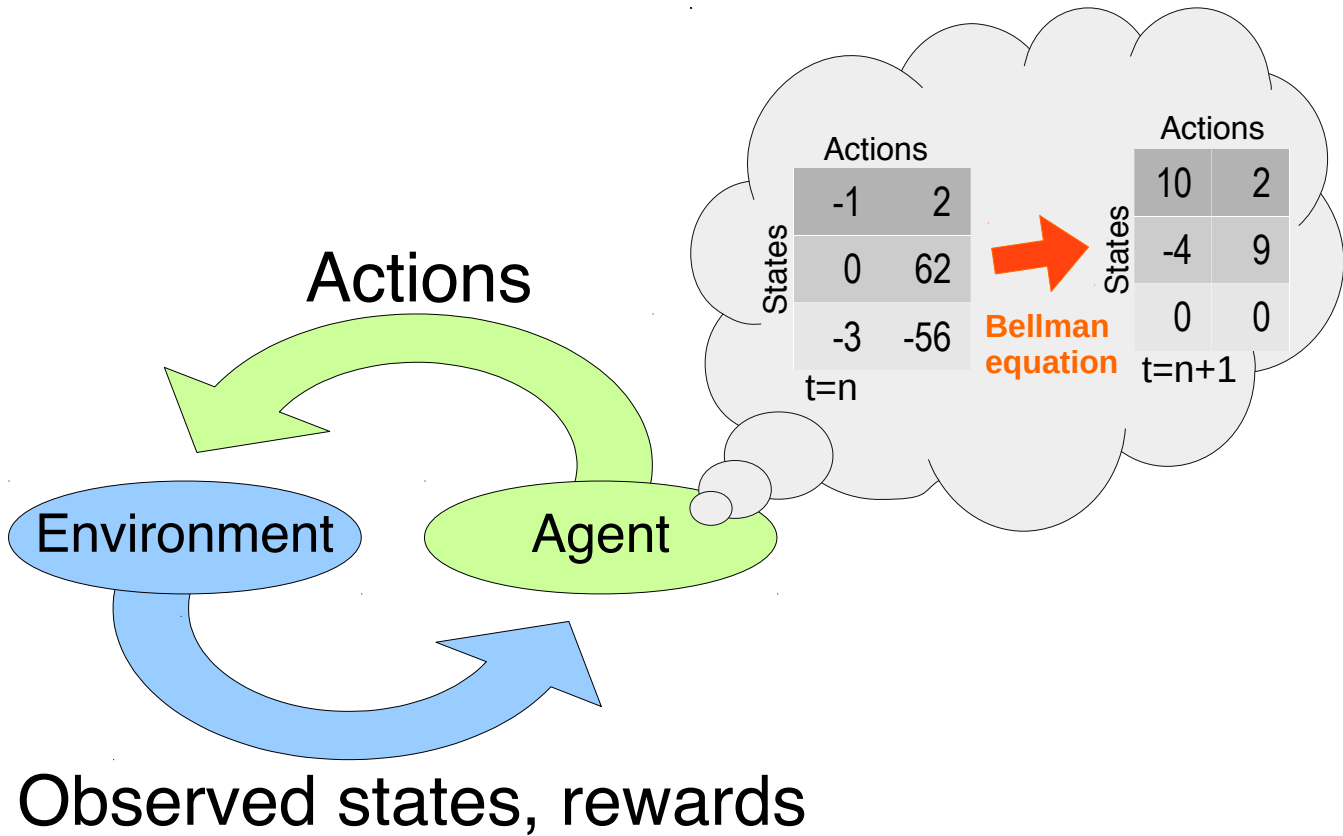 Actions
States
-1 2
0 62
-3 -56
t=n
Bellman
equation
Actions
States
10 2
-4 9
0 0
t=n+1
Actions
Environment
Agent
Observed states, rewards